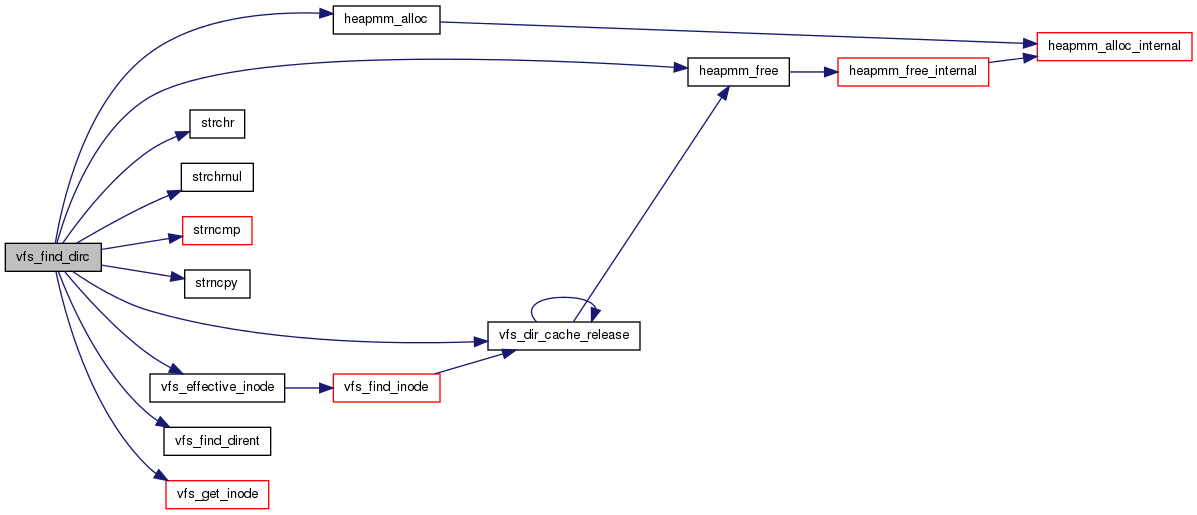 heapmm_alloc
heapmm_alloc_internal
heapmm_free
heapmm_free_internal
strchr
strchrnul
strncmp
vfs_find_dirc
strncpy
vfs_dir_cache_release
vfs_effective_inode
vfs_find_inode
vfs_find_dirent
vfs_get_inode